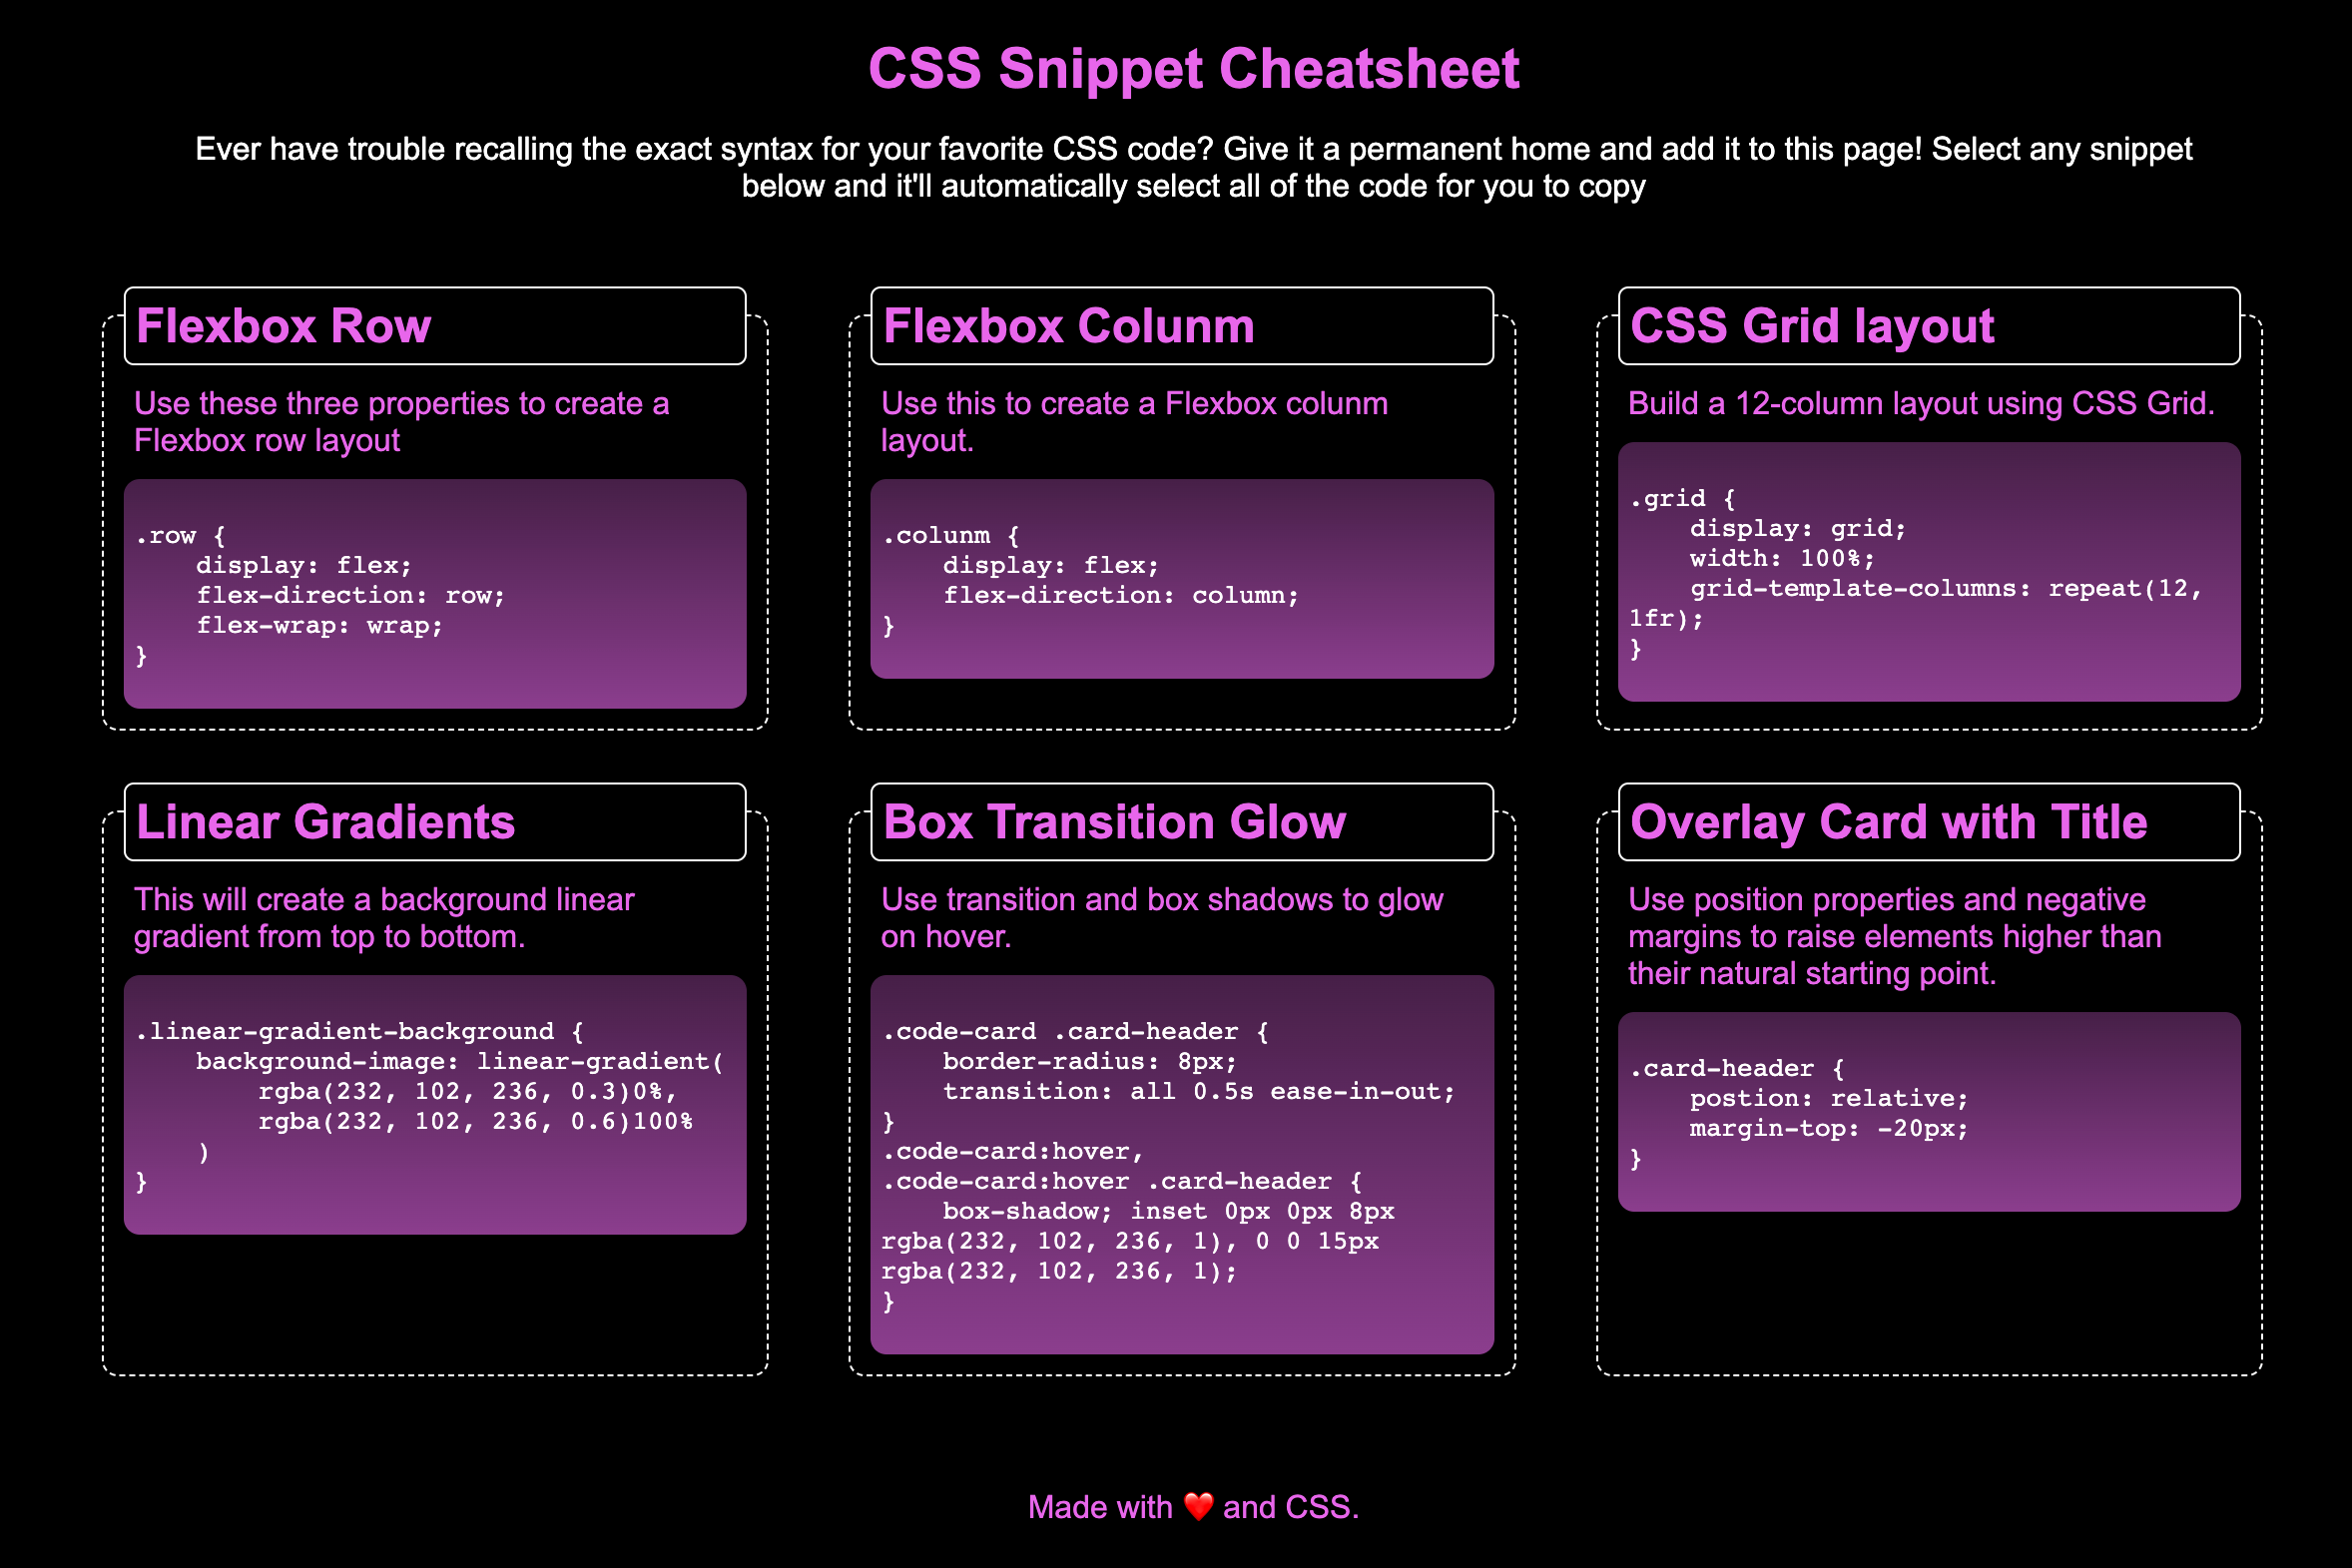 CSS Snippet Cheatsheet
Ever have trouble recalling the exact syntax for your favorite CSS code? Give it a permanent home and add it to this page! Select any snippet
below and it'll automatically select all of the code for you to copy
Flexbox Row
Use these three properties to create a
Flexbox row layout
.row {
    display: flex;
    flex-direction: row;
    flex-wrap: wrap;
}
Flexbox Colunm
Use this to create a Flexbox colunm
layout.
.colunm {
    display: flex;
    flex-direction: column;
}
CSS Grid layout
Build a 12-column layout using CSS Grid.
.grid {
    display: grid;
    width: 100%;
    grid-template-columns: repeat(12,
1fr);
}
Linear Gradients
This will create a background linear
gradient from top to bottom.
.linear-gradient-background {
    background-image: linear-gradient(
        rgba(232, 102, 236, 0.3)0%,
        rgba(232, 102, 236, 0.6)100%
    )
}
Box Transition Glow
Use transition and box shadows to glow
on hover.
.code-card .card-header {
    border-radius: 8px;
    transition: all 0.5s ease-in-out;
}
.code-card:hover,
.code-card:hover .card-header {
    box-shadow; inset 0px 0px 8px
rgba(232, 102, 236, 1), 0 0 15px
rgba(232, 102, 236, 1);
}
Overlay Card with Title
Use position properties and negative
margins to raise elements higher than
their natural starting point.
.card-header {
    postion: relative;
    margin-top: -20px;
}
Made with ❤️ and CSS.